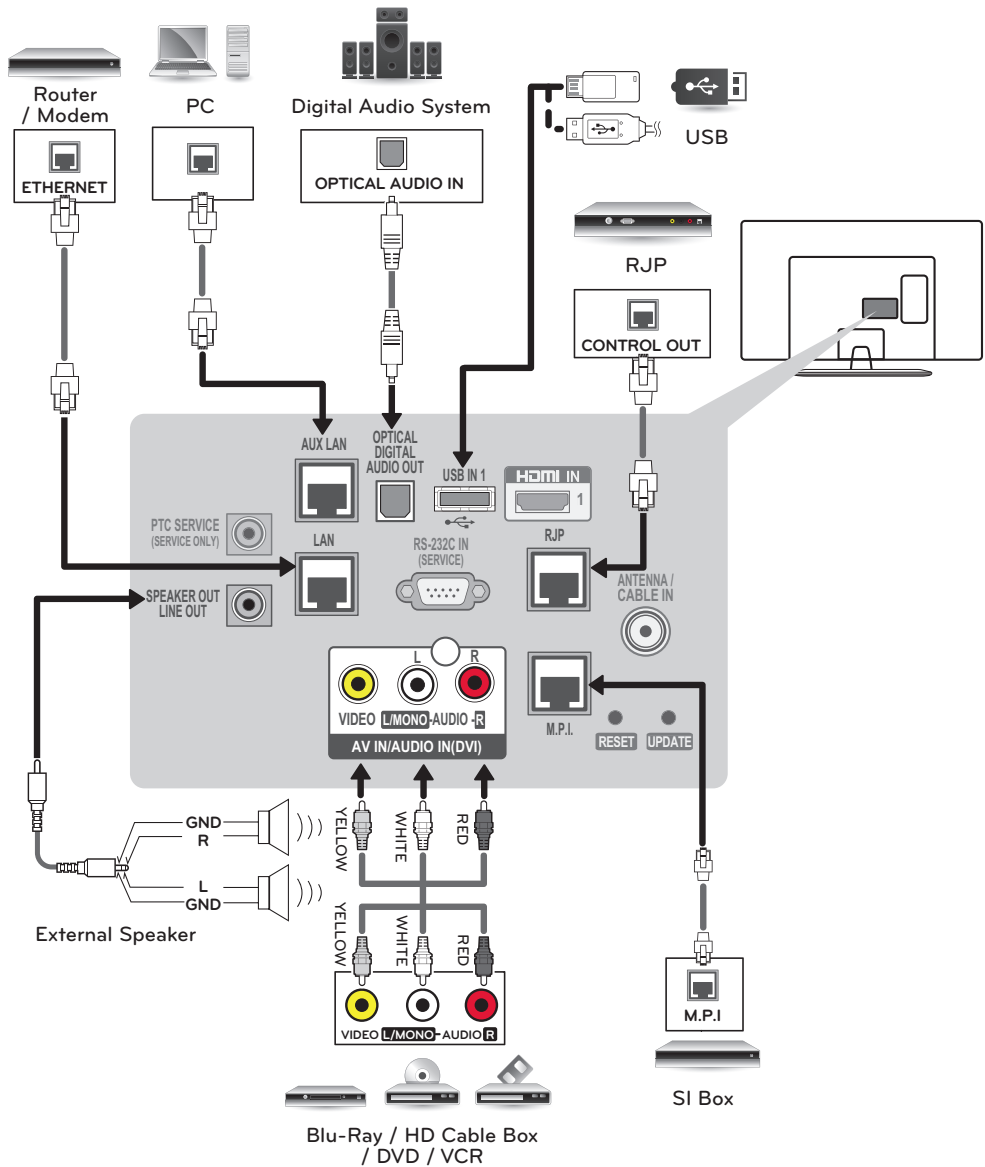 Router
/ Modem
PC
Digital Audio System
USB
ETHERNET
OPTICAL AUDIO IN
RJP
CONTROL OUT
AUX LAN
OPTICAL
DIGITAL
AUDIO OUT
USB IN 1
HDMI IN
1
PTC SERVICE
(SERVICE ONLY)
LAN
RS-232C IN
(SERVICE)
RJP
ANTENNA /
CABLE IN
SPEAKER OUT
LINE OUT
L
R
VIDEO L/MONO-AUDIO -R
AV IN/AUDIO IN(DVI)
M.P.I.
RESET
UPDATE
YELLOW
WHITE
RED
GND
R
L
GND
External Speaker
YELLOW
WHITE
RED
VIDEO L/MONO-AUDIO R
M.P.I
SI Box
Blu-Ray / HD Cable Box
/ DVD / VCR